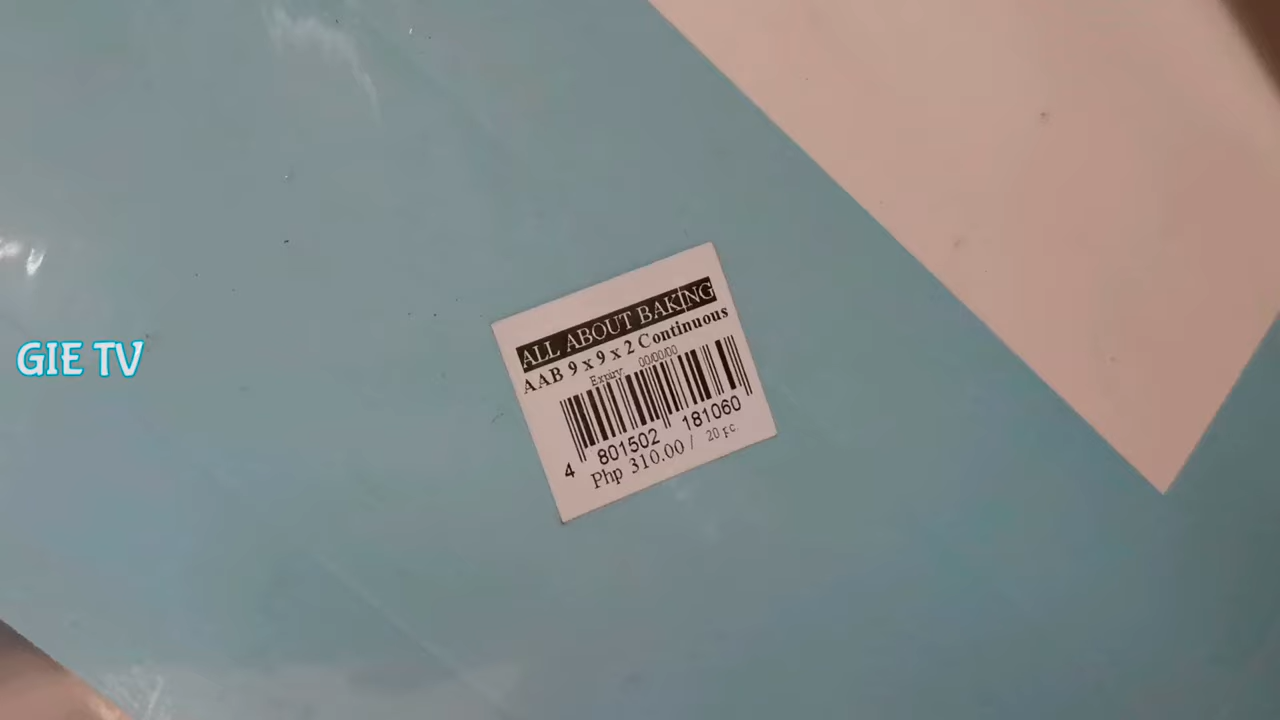 GIE TV
ALL ABOUT BAKING
AAB 9 x 9 x 2 Continuous
Expiry: 00/00/00
4 801502 181060
Php 310.00 / 20 pc.